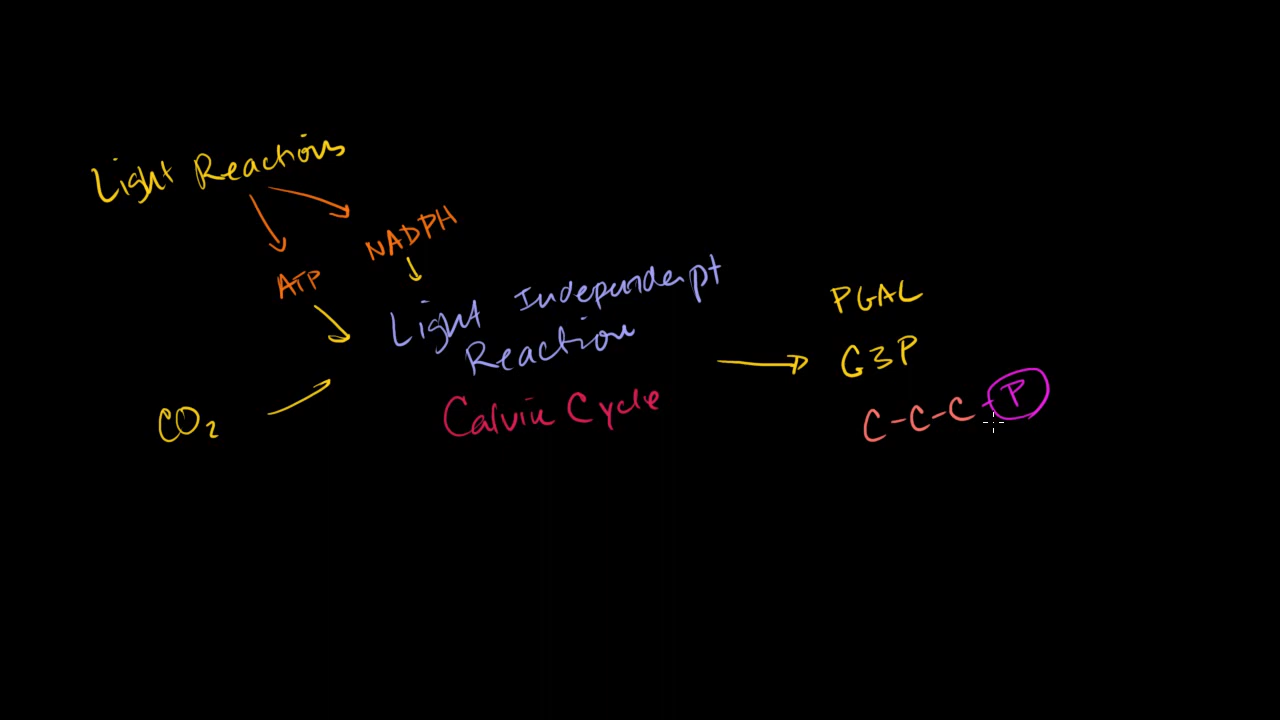 Light Reactions
ATP
NADPH
Light Independent
Reaction
Calvin Cycle
CO₂
PGAL
G3P
C-C-C-P